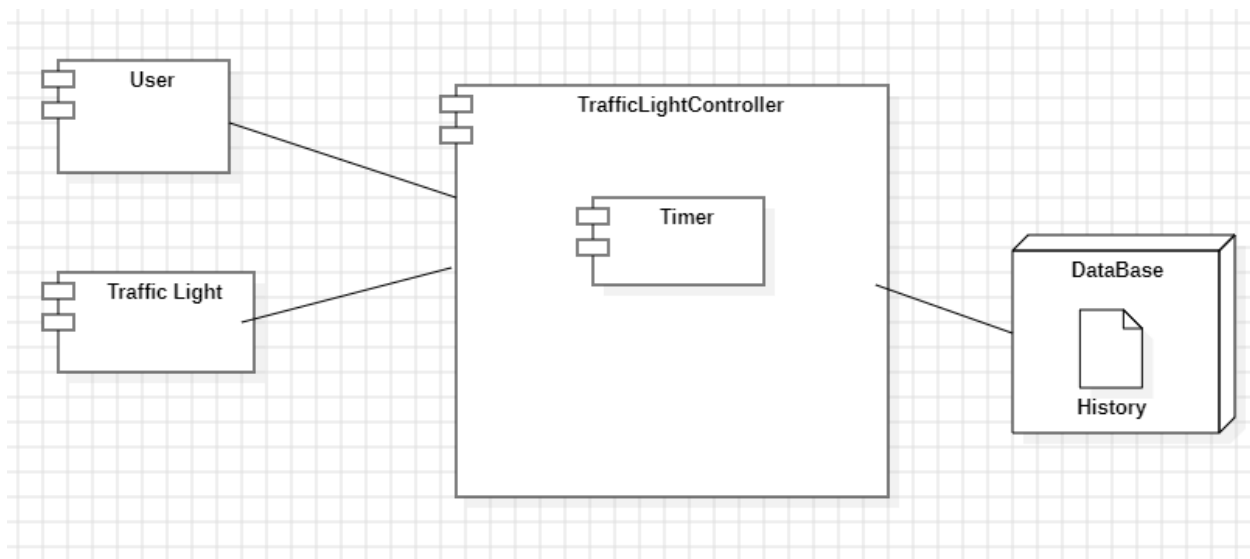 User
TrafficLightController
Timer
Traffic Light
DataBase
History